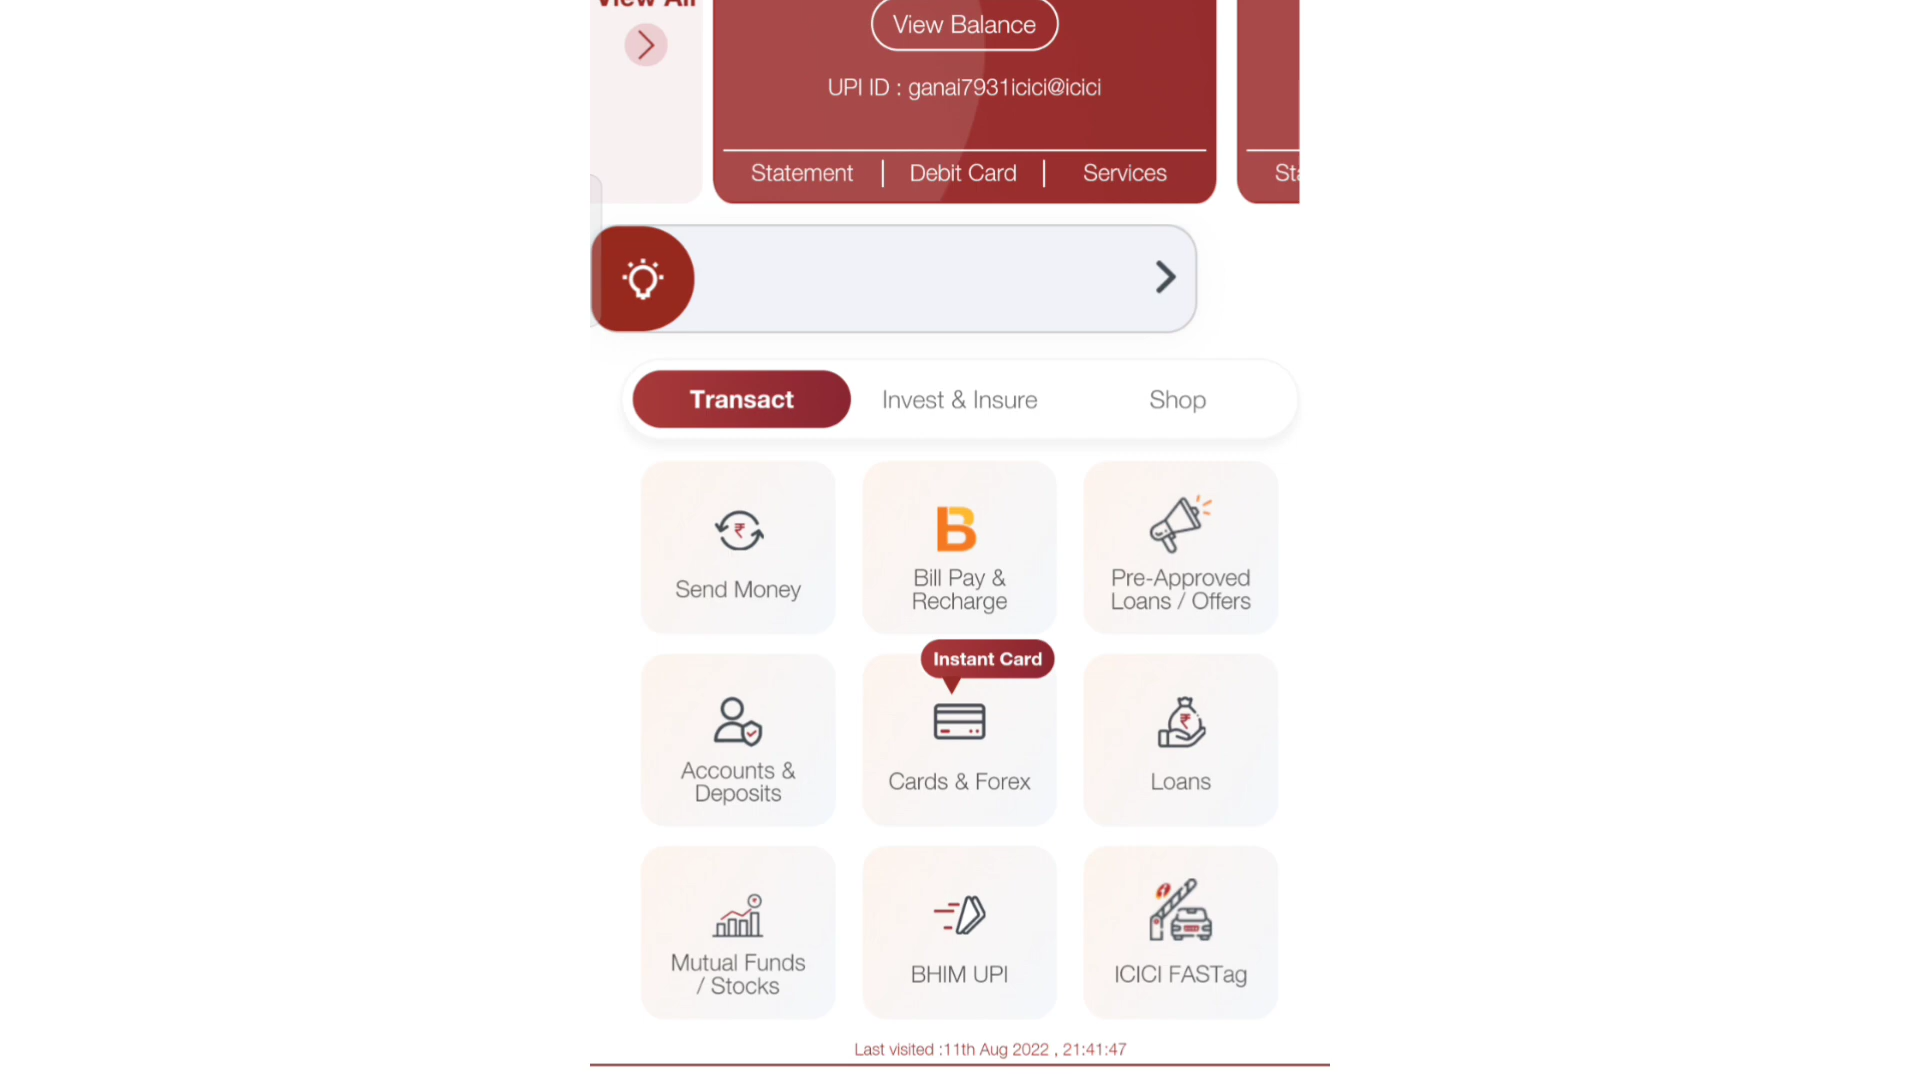 View All
View Balance
UPI ID : ganai7931icici@icici
Statement
Debit Card
Services
Transact
Invest & Insure
Shop
Send Money
Bill Pay &
Recharge
Pre-Approved
Loans / Offers
Accounts &
Deposits
Instant Card
Cards & Forex
Loans
Mutual Funds
/ Stocks
BHIM UPI
ICICI FASTag
Last visited :11th Aug 2022 , 21:41:47